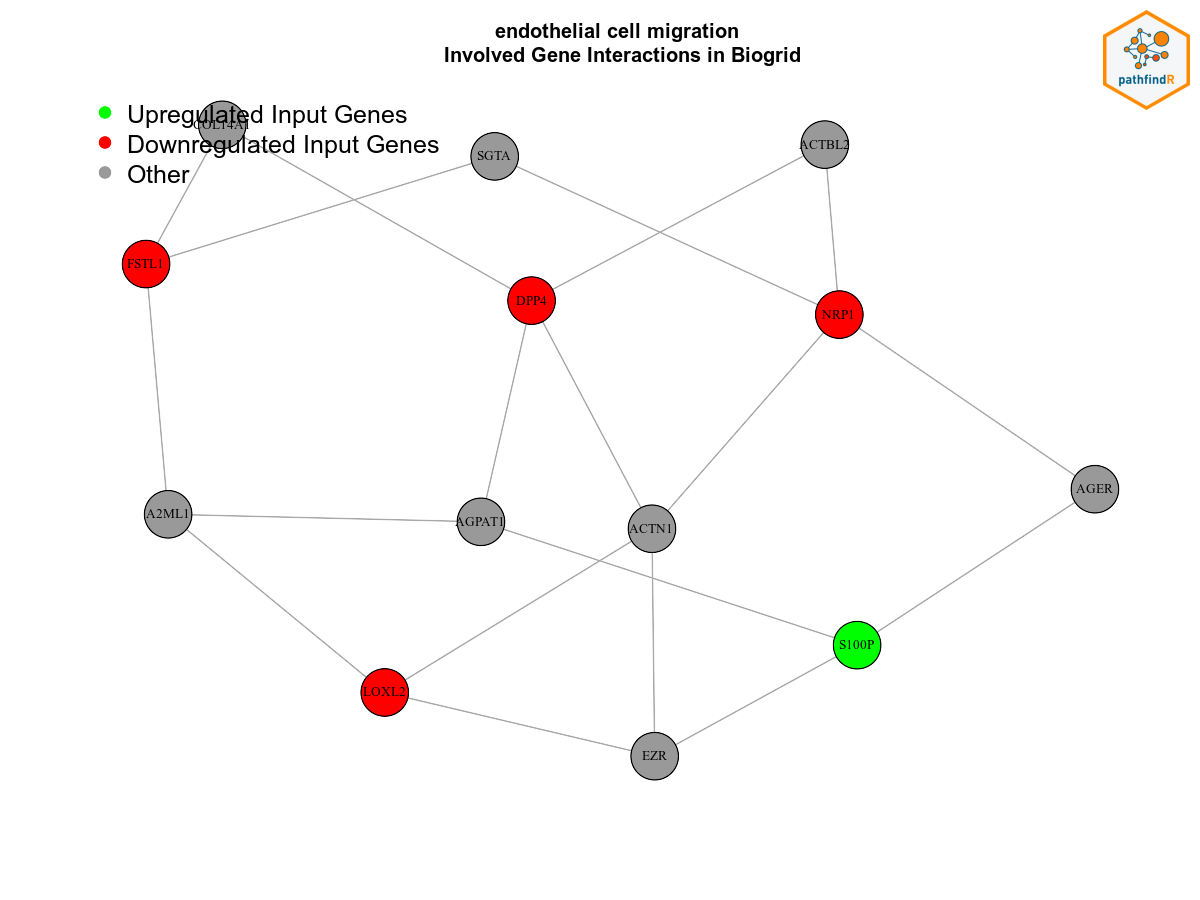 endothelial cell migration
Involved Gene Interactions in Biogrid
pathfindR
Upregulated Input Genes
COL14A1
Downregulated Input Genes
Other
SGTA
ACTBL2
FSTL1
DPP4
NRP1
AGER
A2ML1
AGPAT1
ACTN1
S100P
LOXL2
EZR